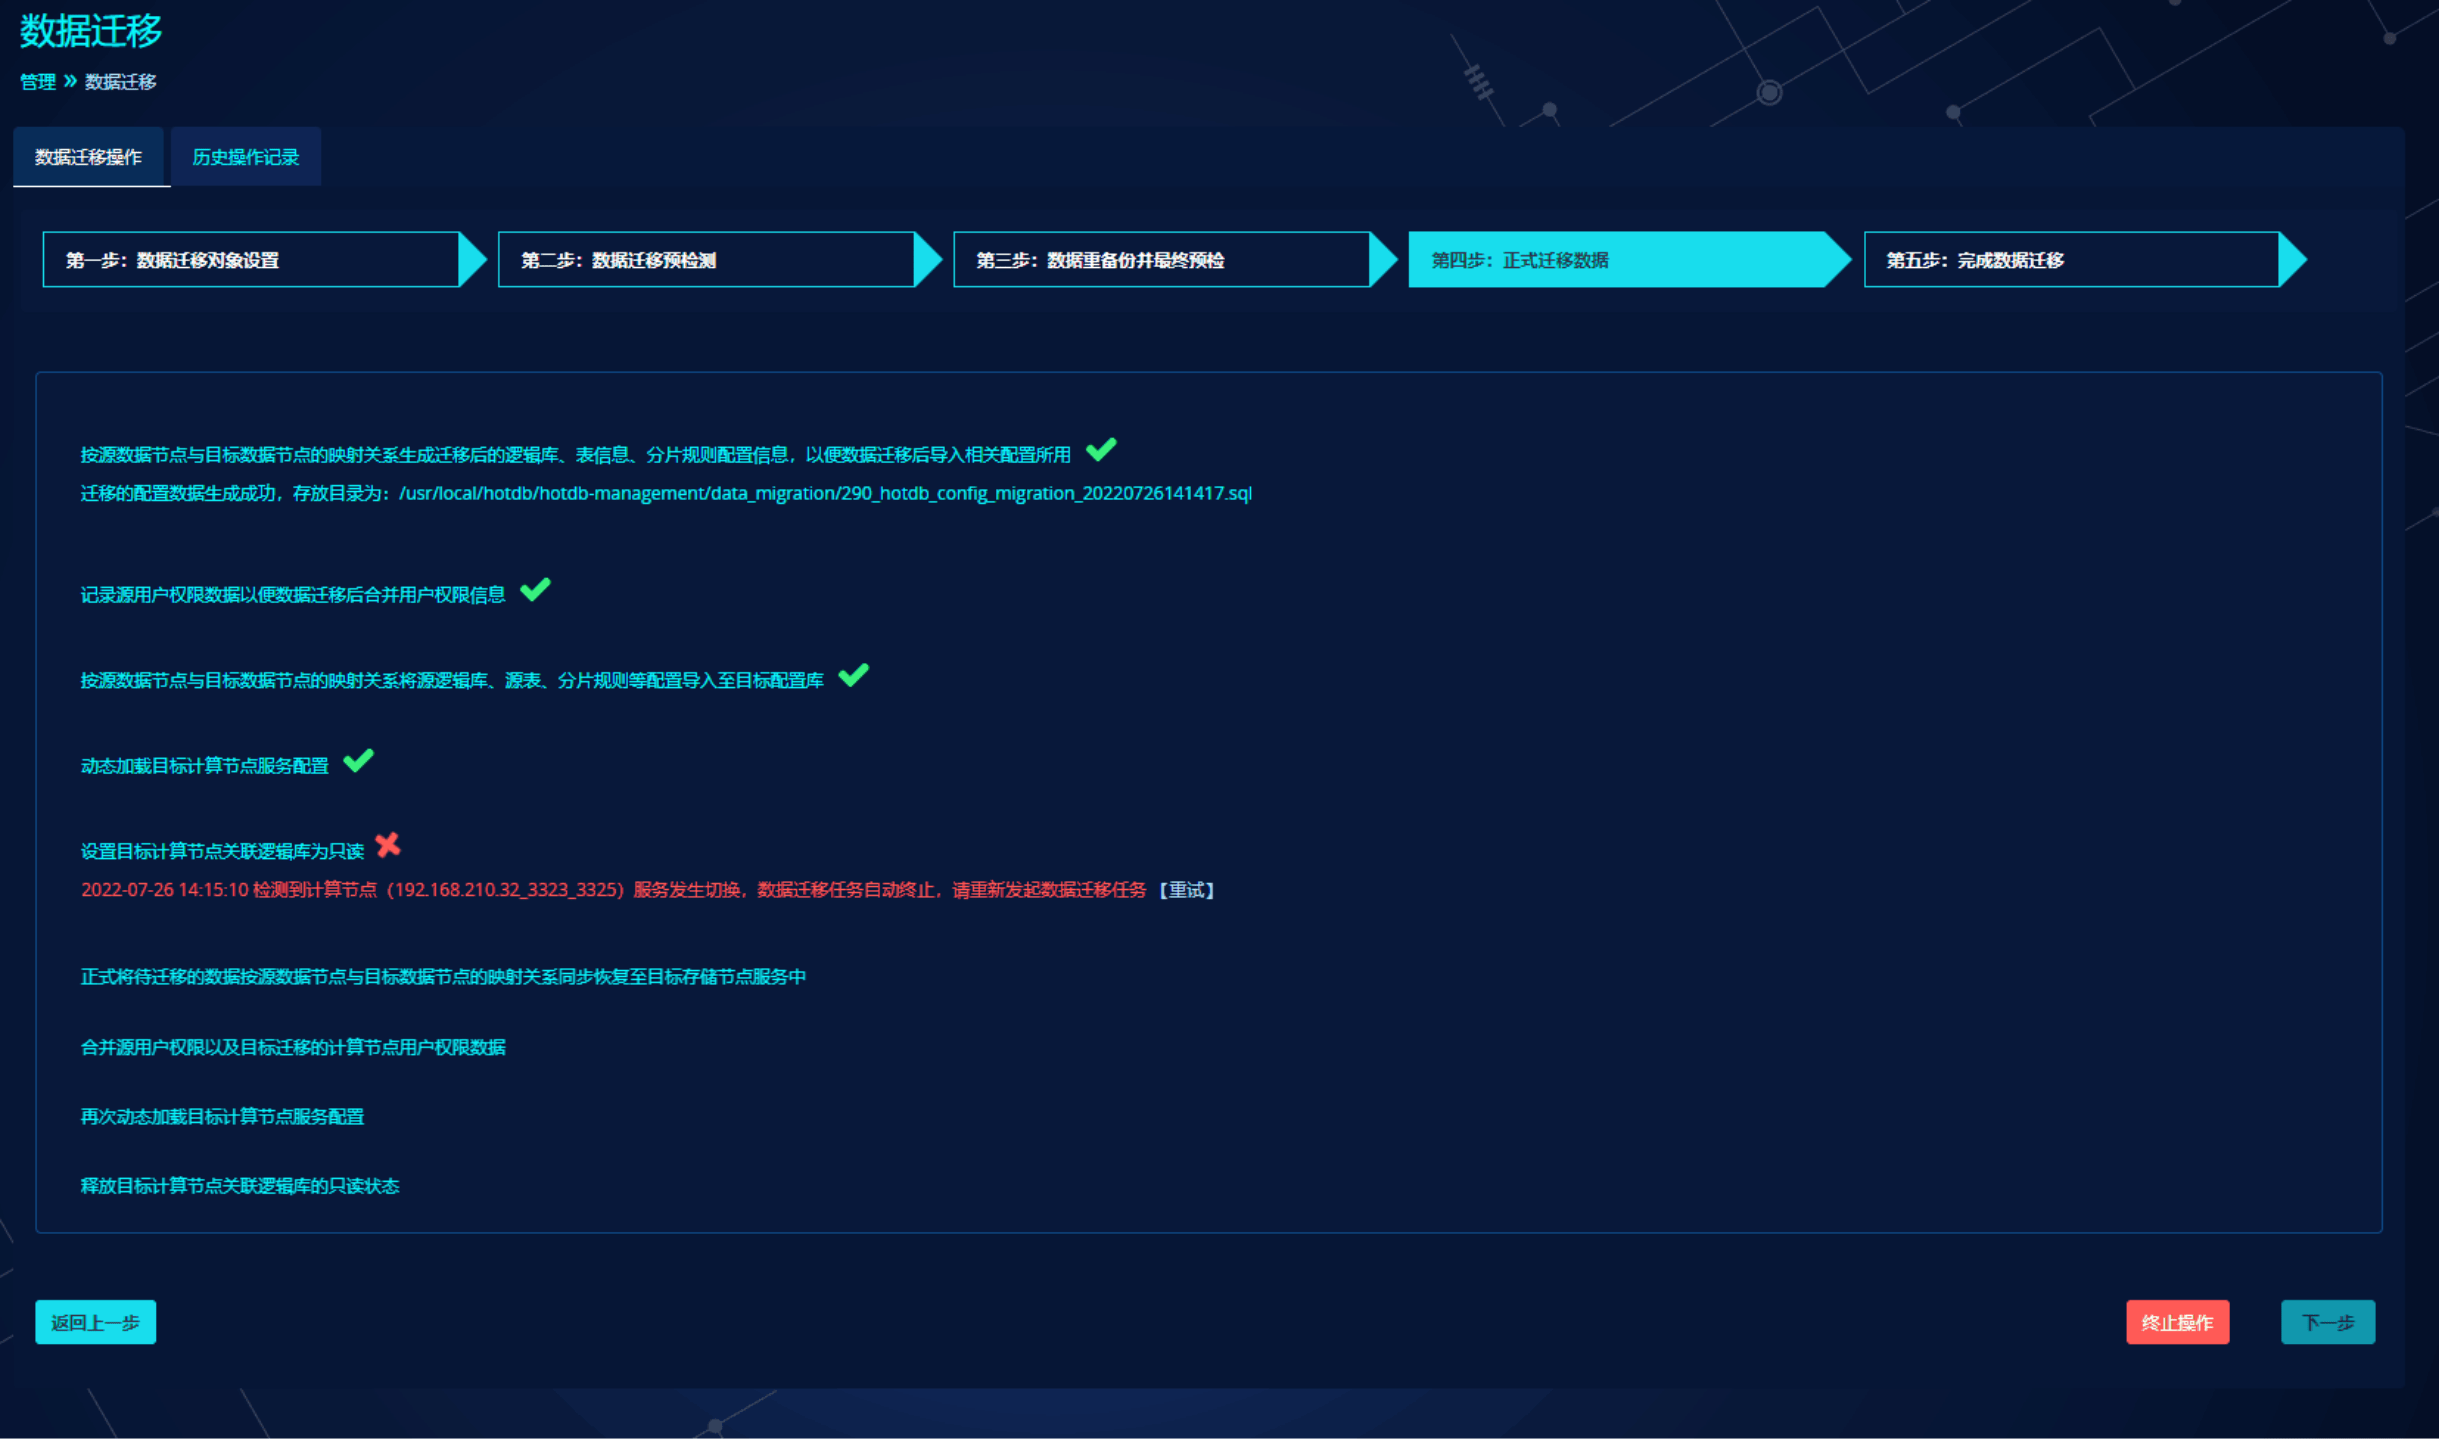 数据迁移
管理 » 数据迁移
数据迁移操作 历史操作记录
第一步：数据迁移对象设置 第二步：数据迁移预检测 第三步：数据重备份并最终预检 第四步：正式迁移数据 第五步：完成数据迁移
按源数据节点与目标数据节点的映射关系生成迁移后的逻辑库、表信息、分片规则配置信息，以便数据迁移后导入相关配置所用
迁移的配置数据生成成功，存放目录为：/usr/local/hotdb/hotdb-management/data_migration/290_hotdb_config_migration_20220726141417.sql
记录源用户权限数据以便数据迁移后合并用户权限信息
按源数据节点与目标数据节点的映射关系将源逻辑库、源表、分片规则等配置导入至目标配置库
动态加载目标计算节点服务配置
设置目标计算节点关联逻辑库为只读
2022-07-26 14:15:10 检测到计算节点（192.168.210.32_3323_3325）服务发生切换，数据迁移任务自动终止，请重新发起数据迁移任务 【重试】
正式将待迁移的数据按源数据节点与目标数据节点的映射关系同步恢复至目标存储节点服务中
合并源用户权限以及目标迁移的计算节点用户权限数据
再次动态加载目标计算节点服务配置
释放目标计算节点关联逻辑库的只读状态
返回上一步 终止操作 下一步